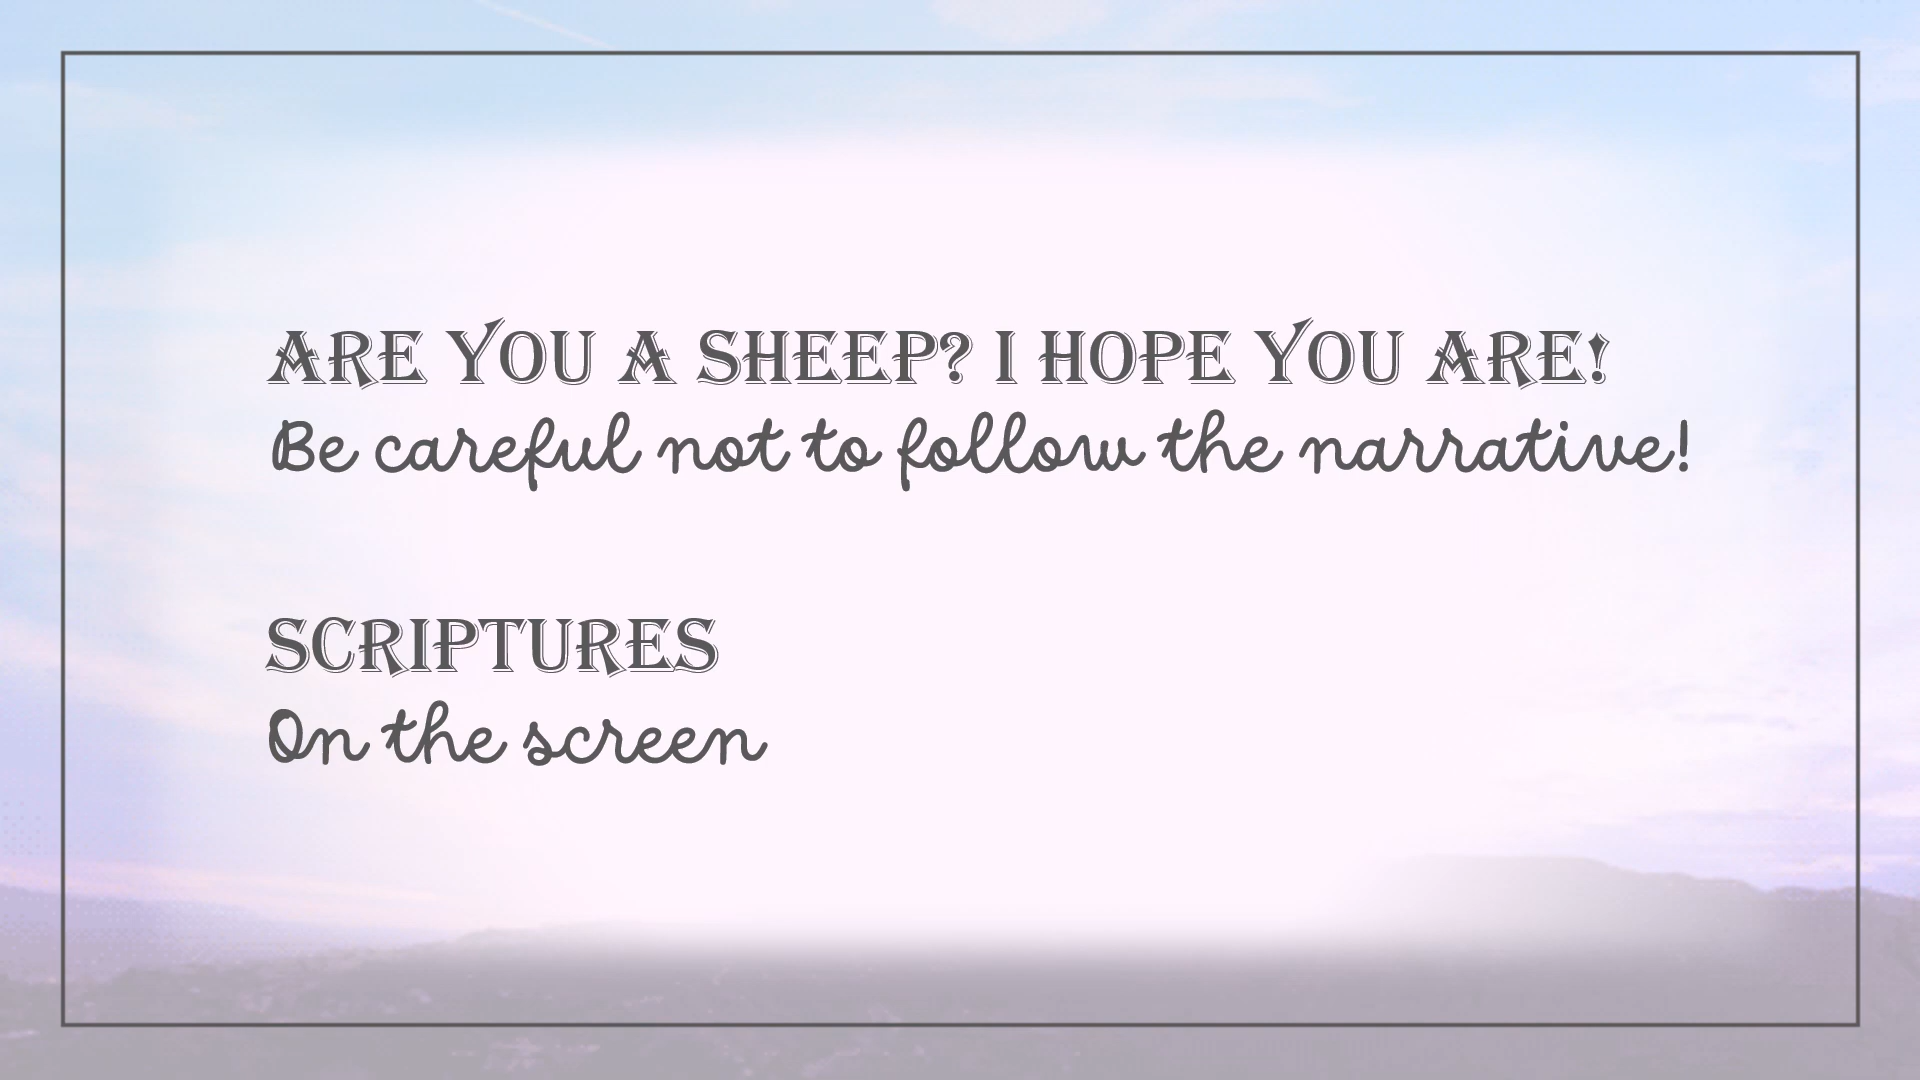 ARE YOU A SHEEP? I HOPE YOU ARE!
Be careful not to follow the narrative!
SCRIPTURES
On the screen